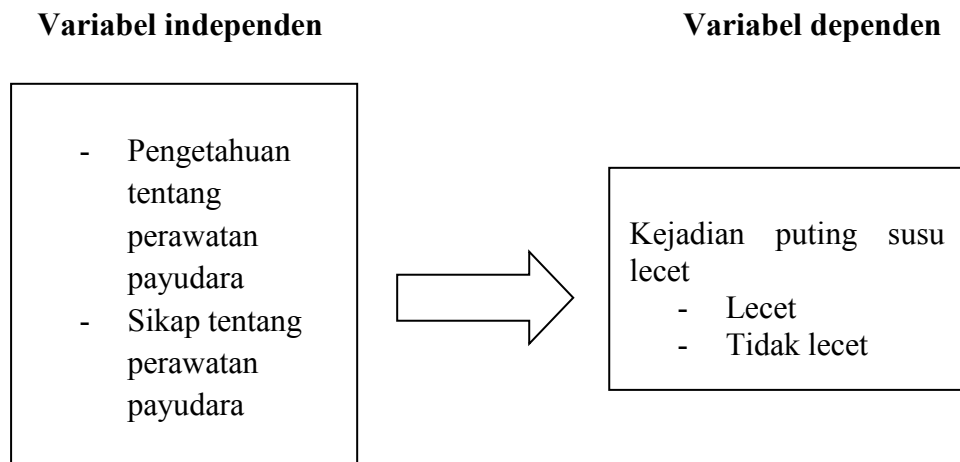 Variabel independen
Variabel dependen
- Pengetahuan
tentang
perawatan
payudara
- Sikap tentang
perawatan
payudara
Kejadian puting susu
lecet
- Lecet
- Tidak lecet